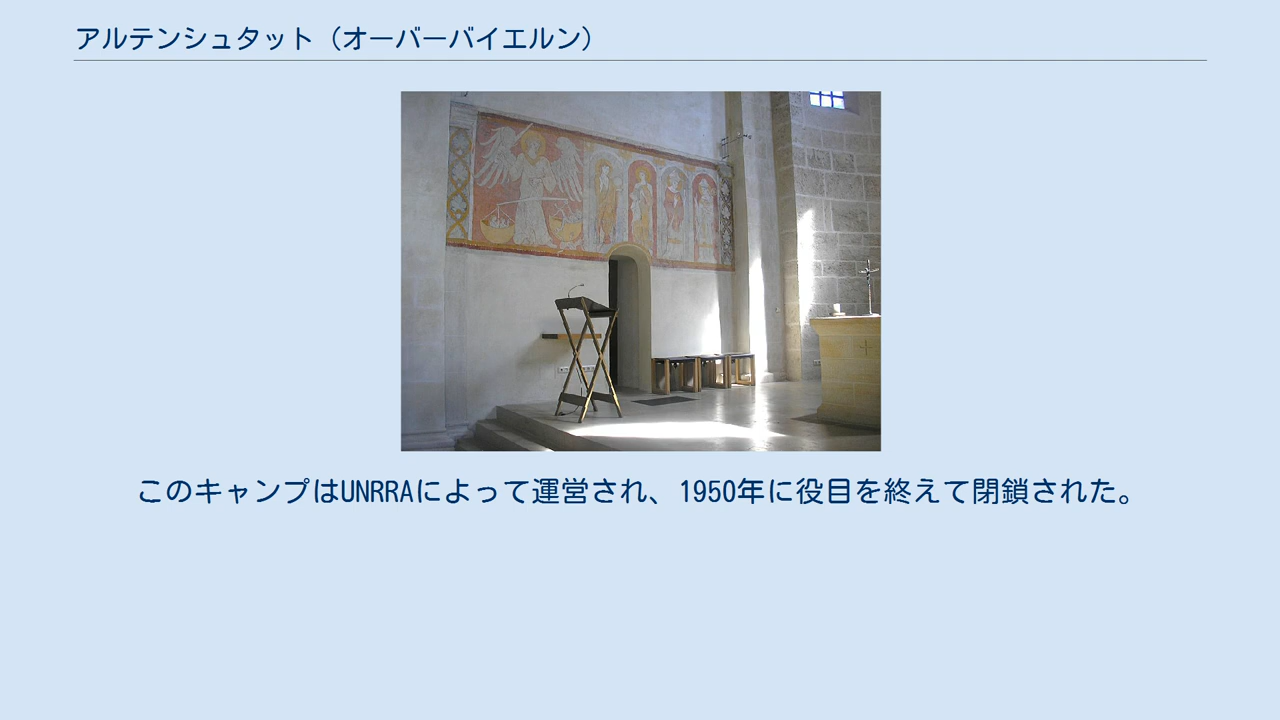 アルテンシュタット（オーバーバイエルン）
このキャンプはUNRRAによって運営され、1950年に役目を終えて閉鎖された。